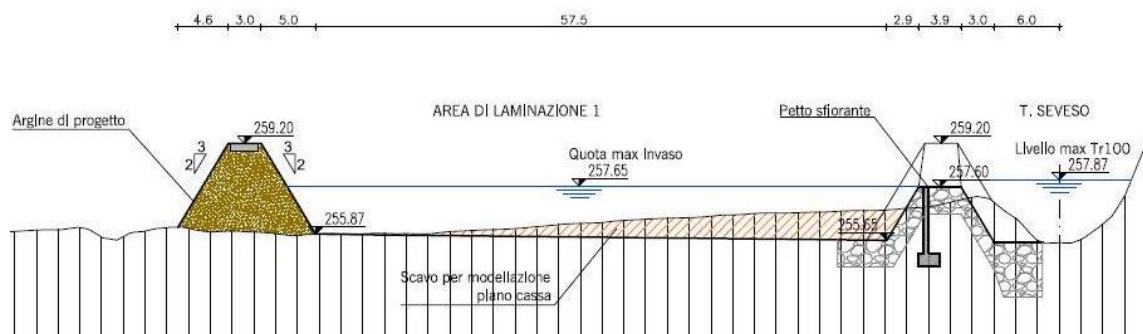 4.6 3.0 5.0 57.5 2.9 3.9 3.0 6.0
AREA DI LAMINAZIONE 1
Petto sfiorante
T. SEVESO
Argine di progetto
259.20
259.20
3
2
3
2
Quota max Invaso
257.65
Livello max Tr100
257.87
257.60
255.87
255.65
Scavo per modellazione
plano cassa